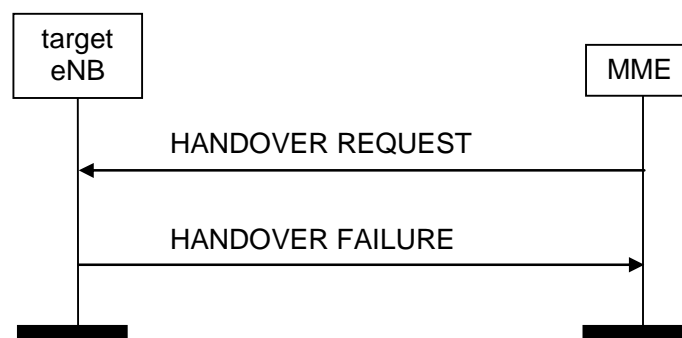 target
eNB
MME
HANDOVER REQUEST
HANDOVER FAILURE